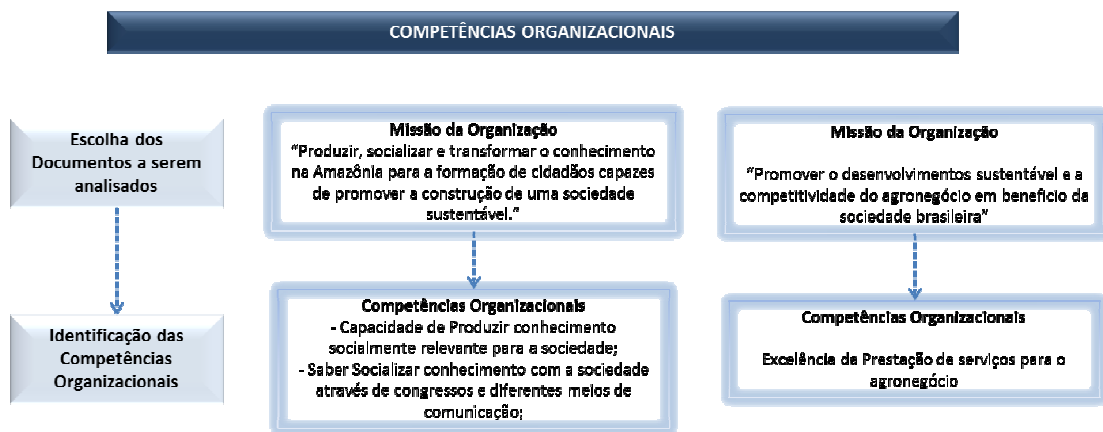 COMPETÊNCIAS ORGANIZACIONAIS
Escolha dos
Documentos a serem
analisados
Missão da Organização
“Produzir, socializar e transformar o conhecimento
na Amazônia para a formação de cidadãos capazes
de promover a construção de uma sociedade
sustentável.”
Missão da Organização
“Promover o desenvolvimentos sustentável e a
competitividade do agronegócio em beneficio da
sociedade brasileira”
Identificação das
Competências
Organizacionais
Competências Organizacionais
- Capacidade de Produzir conhecimento
socialmente relevante para a sociedade;
- Saber Socializar conhecimento com a sociedade
através de congressos e diferentes meios de
comunicação;
Competências Organizacionais
Excelência da Prestação de serviços para o
agronegócio